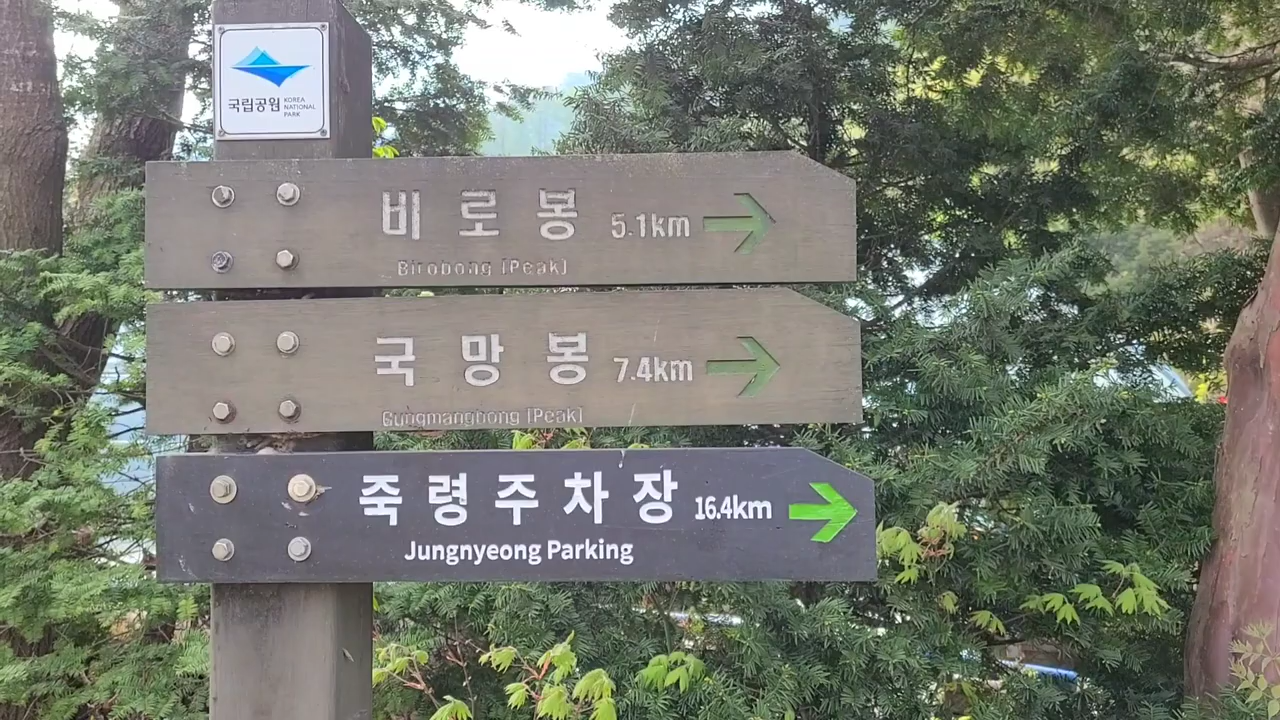 국립공원 KOREA
NATIONAL
PARK
비로봉 5.1km →
Birobong [Peak]
국망봉 7.4km →
Gungmangbong [Peak]
죽령주차장 16.4km →
Jungnyeong Parking